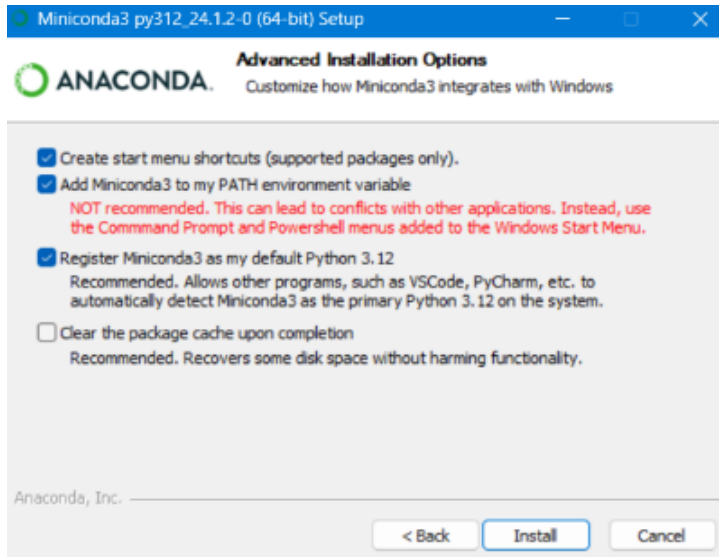 Miniconda3 py312_24.1.2-0 (64-bit) Setup
ANACONDA.
Advanced Installation Options
Customize how Miniconda3 integrates with Windows
Create start menu shortcuts (supported packages only).
Add Miniconda3 to my PATH environment variable
NOT recommended. This can lead to conflicts with other applications. Instead, use
the Commmand Prompt and Powershell menus added to the Windows Start Menu.
Register Miniconda3 as my default Python 3.12
Recommended. Allows other programs, such as VSCode, PyCharm, etc. to
automatically detect Miniconda3 as the primary Python 3.12 on the system.
Clear the package cache upon completion
Recommended. Recovers some disk space without harming functionality.
Anaconda, Inc.
< Back
Install
Cancel